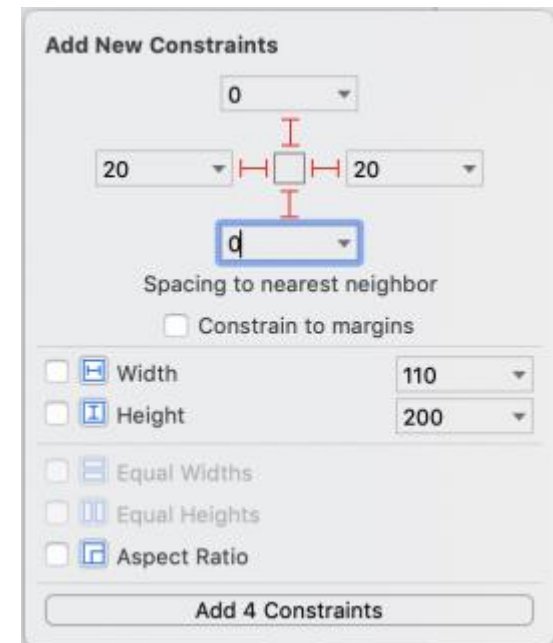 Add New Constraints
0
20 20
0
Spacing to nearest neighbor
Constrain to margins
Width 110
Height 200
Equal Widths
Equal Heights
Aspect Ratio
Add 4 Constraints